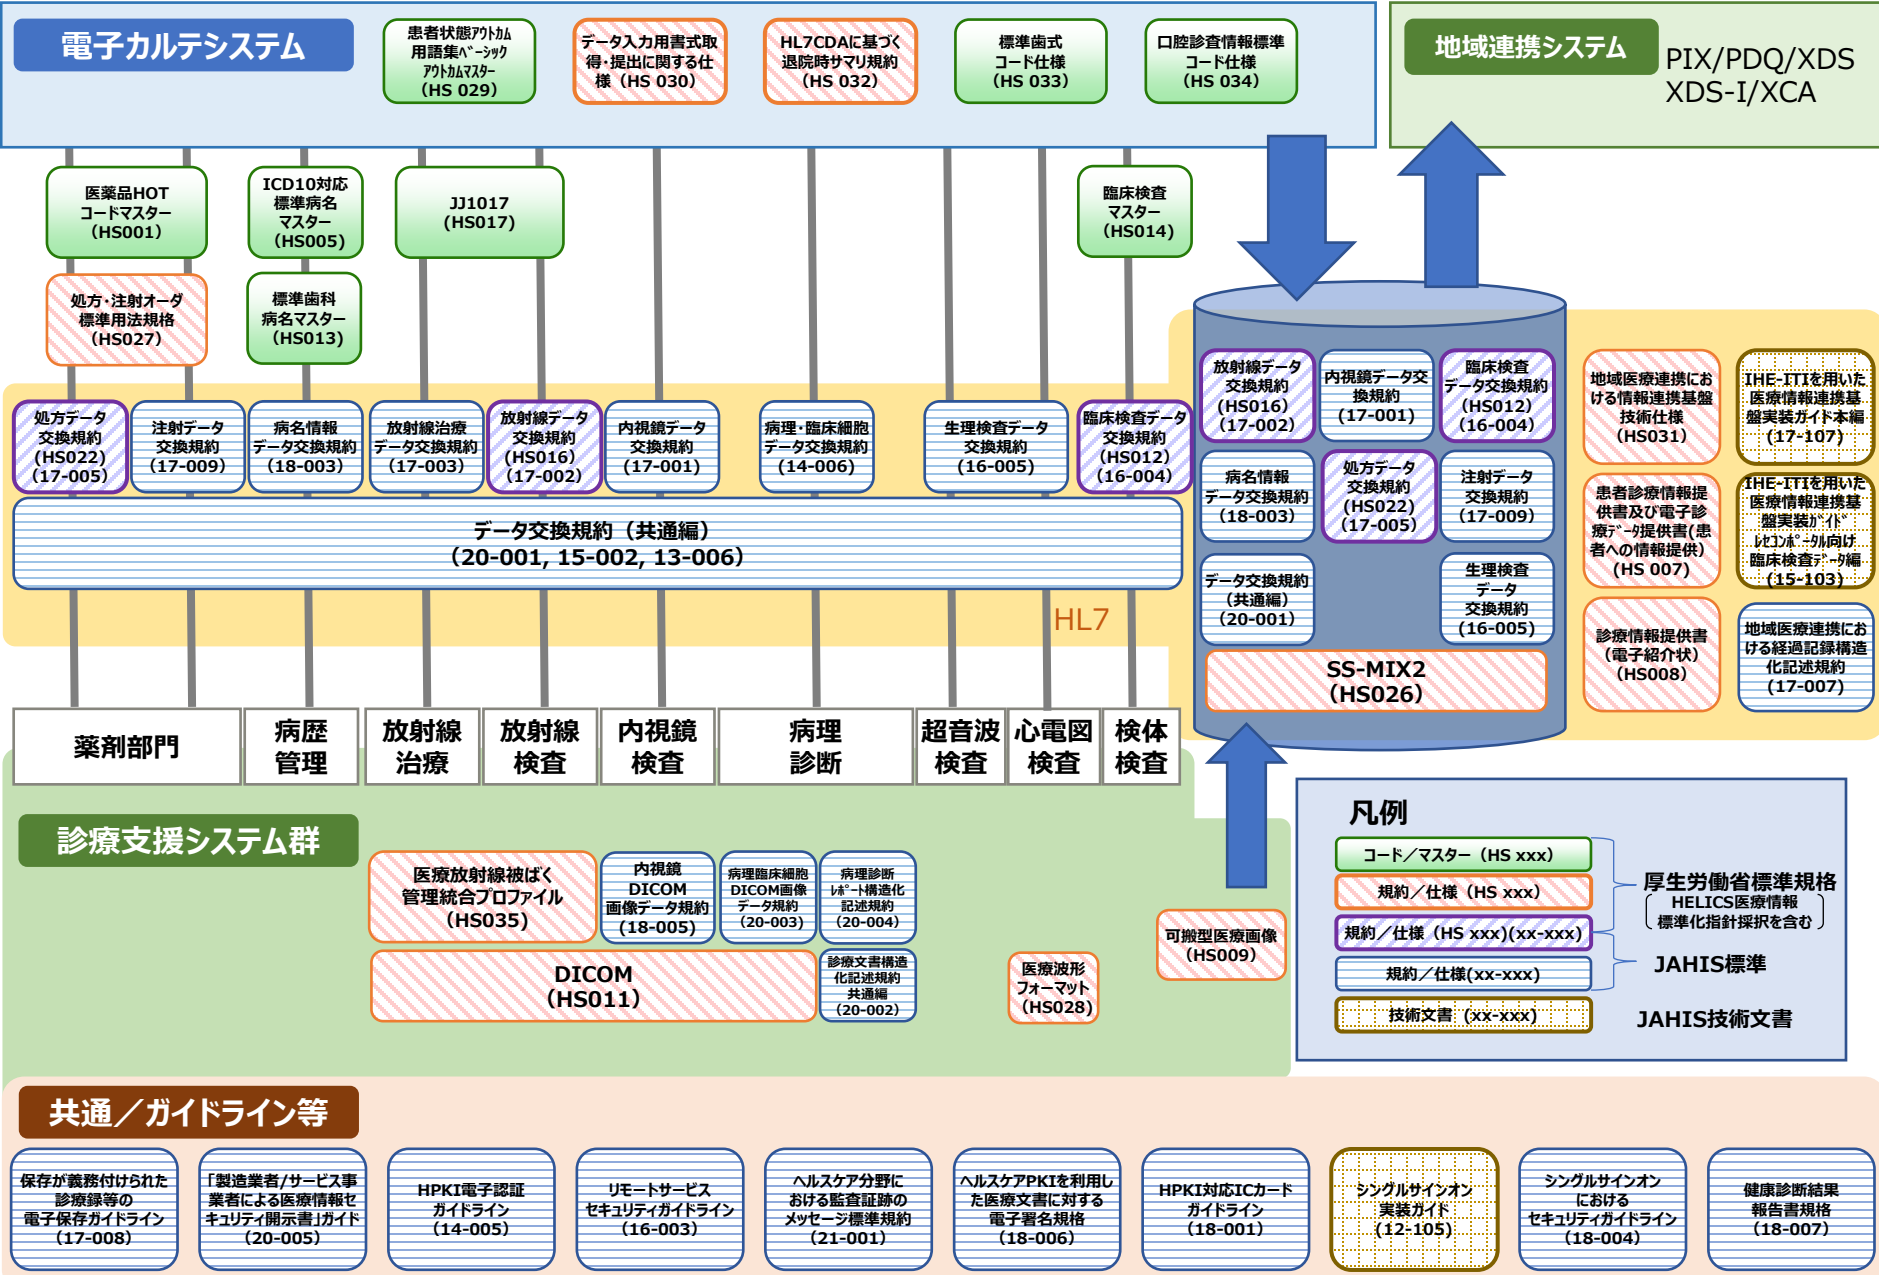 電子カルテシステム
患者状態ｱｳﾄｶﾑ
用語集ﾍﾞｰｼｯｸ
ｱｳﾄｶﾑﾏｽﾀｰ
(HS 029)
データ入力用書式取
得・提出に関する仕
様（HS 030)
HL7CDAに基づく
退院時サマリ規約
(HS 032)
標準歯式
コード仕様
(HS 033)
口腔診査情報標準
コード仕様
(HS 034)
地域連携システム
PIX/PDQ/XDS
XDS-I/XCA
医薬品HOT
コードマスター
(HS001)
ICD10対応
標準病名
マスター
(HS005)
JJ1017
(HS017)
臨床検査
マスター
(HS014)
処方・注射オーダ
標準用法規格
(HS027)
標準歯科
病名マスター
(HS013)
処方データ
交換規約
(HS022)
(17-005)
注射データ
交換規約
(17-009)
病名情報
データ交換規約
(18-003)
放射線治療
データ交換規約
(17-003)
放射線データ
交換規約
(HS016)
(17-002)
内視鏡データ
交換規約
(17-001)
病理・臨床細胞
データ交換規約
(14-006)
生理検査データ
交換規約
(16-005)
臨床検査データ
交換規約
(HS012)
(16-004)
データ交換規約（共通編）
(20-001, 15-002, 13-006)
HL7
放射線データ
交換規約
(HS016)
(17-002)
内視鏡データ交
換規約
(17-001)
臨床検査
データ交換規約
(HS012)
(16-004)
病名情報
データ交換規約
(18-003)
処方データ
交換規約
(HS022)
(17-005)
注射データ
交換規約
(17-009)
データ交換規約
（共通編）
(20-001)
生理検査
データ
交換規約
(16-005)
SS-MIX2
(HS026)
地域医療連携にお
ける情報連携基盤
技術仕様
(HS031)
IHE-ITIを用いた
医療情報連携基
盤実装ガイド本編
(17-107)
患者診療情報提
供書及び電子診
療ﾃﾞｰﾀ提供書(患
者への情報提供)
(HS 007)
IHE-ITIを用いた
医療情報連携基
盤実装ｶﾞｲﾄﾞ
ﾚｾｺﾝﾎﾟｰﾀﾙ向け
臨床検査ﾃﾞｰﾀ編
(15-103)
診療情報提供書
（電子紹介状）
(HS008)
地域医療連携にお
ける経過記録構造
化記述規約
(17-007)
薬剤部門
病歴
管理
放射線
治療
放射線
検査
内視鏡
検査
病理
診断
超音波
検査
心電図
検査
検体
検査
診療支援システム群
医療放射線被ばく
管理統合プロファイル
(HS035)
内視鏡
DICOM
画像データ規約
(18-005)
病理臨床細胞
DICOM画像
データ規約
(20-003)
病理診断
ﾚﾎﾟｰﾄ構造化
記述規約
(20-004)
DICOM
(HS011)
診療文書構造
化記述規約
共通編
(20-002)
医療波形
フォーマット
(HS028)
可搬型医療画像
(HS009)
凡例
コード／マスター（HS xxx）
規約／仕様（HS xxx）
規約／仕様（HS xxx)(xx-xxx)
規約／仕様(xx-xxx)
技術文書 (xx-xxx)
厚生労働省標準規格
HELICS医療情報
標準化指針採択を含む
JAHIS標準
JAHIS技術文書
共通／ガイドライン等
保存が義務付けられた
診療録等の
電子保存ガイドライン
(17-008)
「製造業者/サービス事
業者による医療情報セ
キュリティ開示書」ガイド
(20-005)
HPKI電子認証
ガイドライン
(14-005)
リモートサービス
セキュリティガイドライン
(16-003)
ヘルスケア分野に
おける監査証跡の
メッセージ標準規約
(21-001)
ヘルスケアPKIを利用し
た医療文書に対する
電子署名規格
(18-006)
HPKI対応ICカード
ガイドライン
(18-001)
シングルサインオン
実装ガイド
(12-105)
シングルサインオン
における
セキュリティガイドライン
(18-004)
健康診断結果
報告書規格
(18-007)